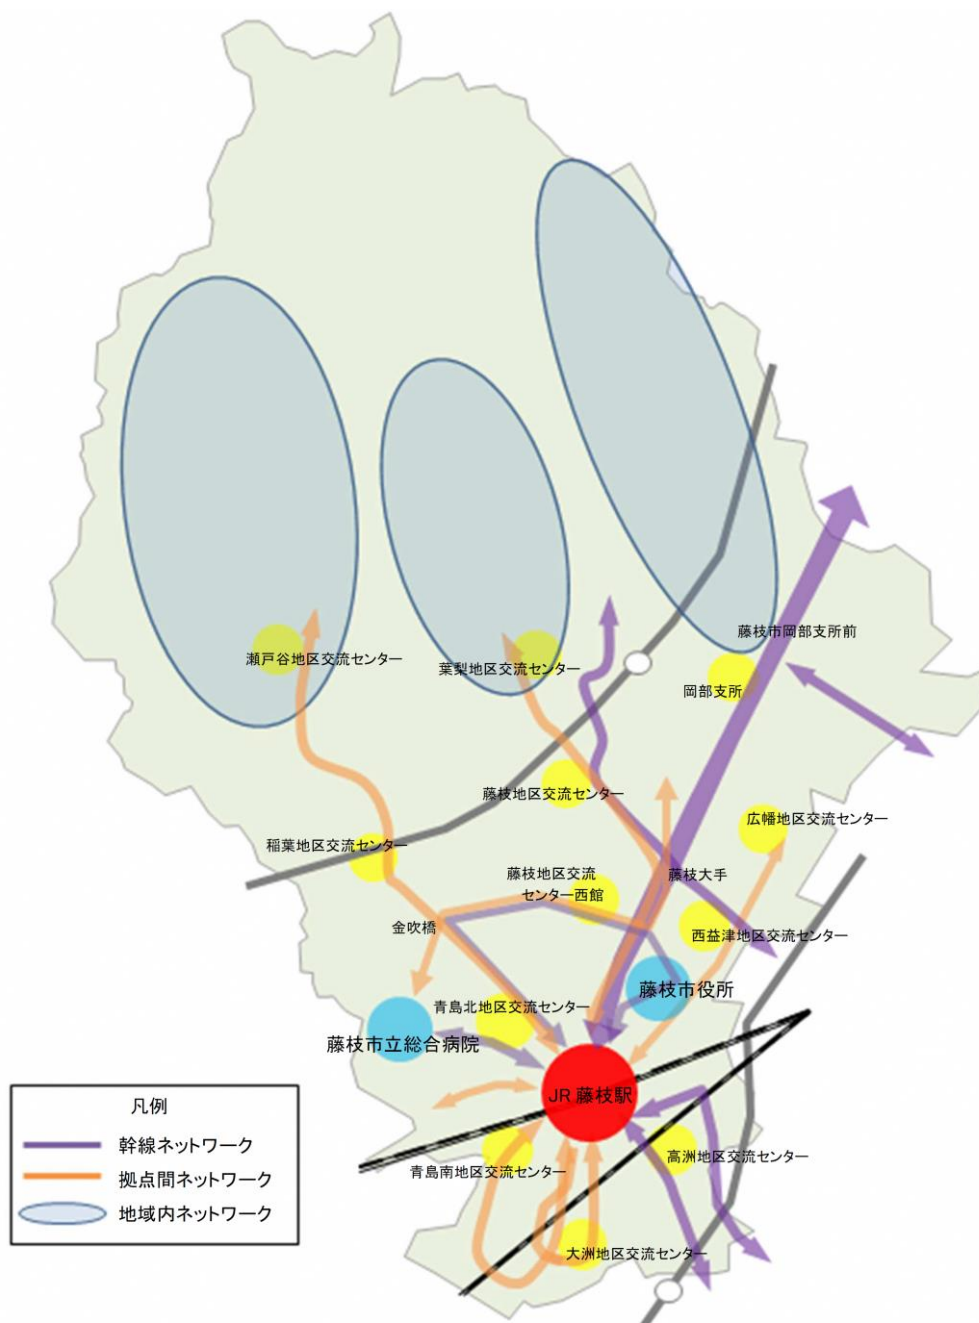 藤枝市岡部支所前
瀬戸谷地区交流センター
葉梨地区交流センター
岡部支所
藤枝地区交流センター
広幡地区交流センター
稲葉地区交流センター
藤枝地区交流
センター西館
藤枝大手
金吹橋
西益津地区交流センター
藤枝市役所
青島北地区交流センター
藤枝市立総合病院
JR 藤枝駅
高洲地区交流センター
青島南地区交流センター
大洲地区交流センター
凡例
幹線ネットワーク
拠点間ネットワーク
地域内ネットワーク